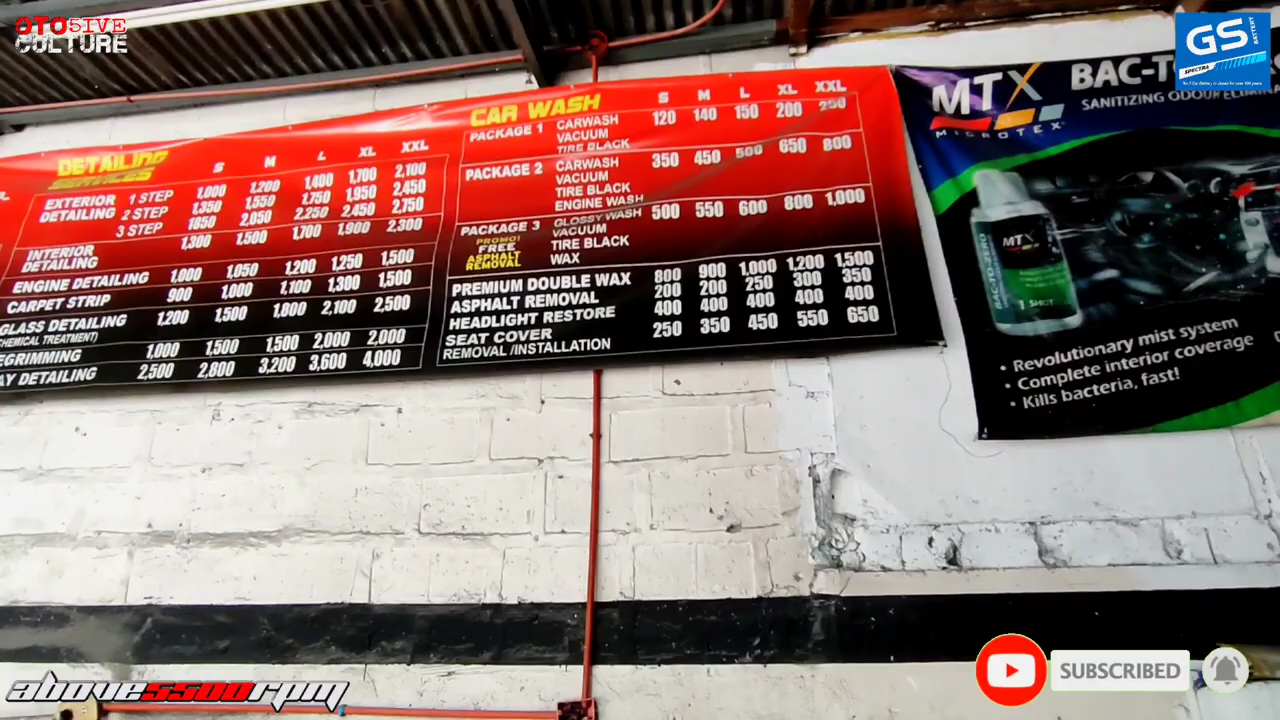 OTO5IVE
CULTURE
GS
BATTERY
SPECTRA
DETAILING
SERVICES
S M L XL XXL
EXTERIOR DETAILING
1 STEP 1,000 1,200 1,400 1,700 2,100
2 STEP 1,350 1,550 1,750 1,950 2,450
3 STEP 1850 2,050 2,250 2,450 2,750
INTERIOR DETAILING 1,300 1,500 1,700 1,900 2,300
ENGINE DETAILING 1,000 1,050 1,200 1,250 1,500
CARPET STRIP 900 1,000 1,100 1,300 1,500
GLASS DETAILING 1,200 1,500 1,800 2,100 2,500
CHEMICAL TREATMENT)
EGRIMMING 1,000 1,500 1,500 2,000 2,000
AY DETAILING 2,500 2,800 3,200 3,600 4,000
CAR WASH
S M L XL XXL
PACKAGE 1 CARWASH 120 140 150 200 250
VACUUM
TIRE BLACK
PACKAGE 2 CARWASH 350 450 500 650 800
VACUUM
TIRE BLACK
ENGINE WASH
PACKAGE 3 GLOSSY WASH 500 550 600 800 1,000
VACUUM
TIRE BLACK
WAX
PROMO!
FREE
ASPHALT
REMOVAL
PREMIUM DOUBLE WAX 800 900 1,000 1,200 1,500
ASPHALT REMOVAL 200 200 250 300 350
HEADLIGHT RESTORE 400 400 400 400 400
SEAT COVER 250 350 450 550 650
REMOVAL /INSTALLATION
MTX
MICROTEX
BAC-T
SANITIZING ODOUR ELIMINA
MTX
BAC-TO-ZERO
1 SHOT
• Revolutionary mist system
• Complete interior coverage
• Kills bacteria, fast!
above5500rpm
SUBSCRIBED